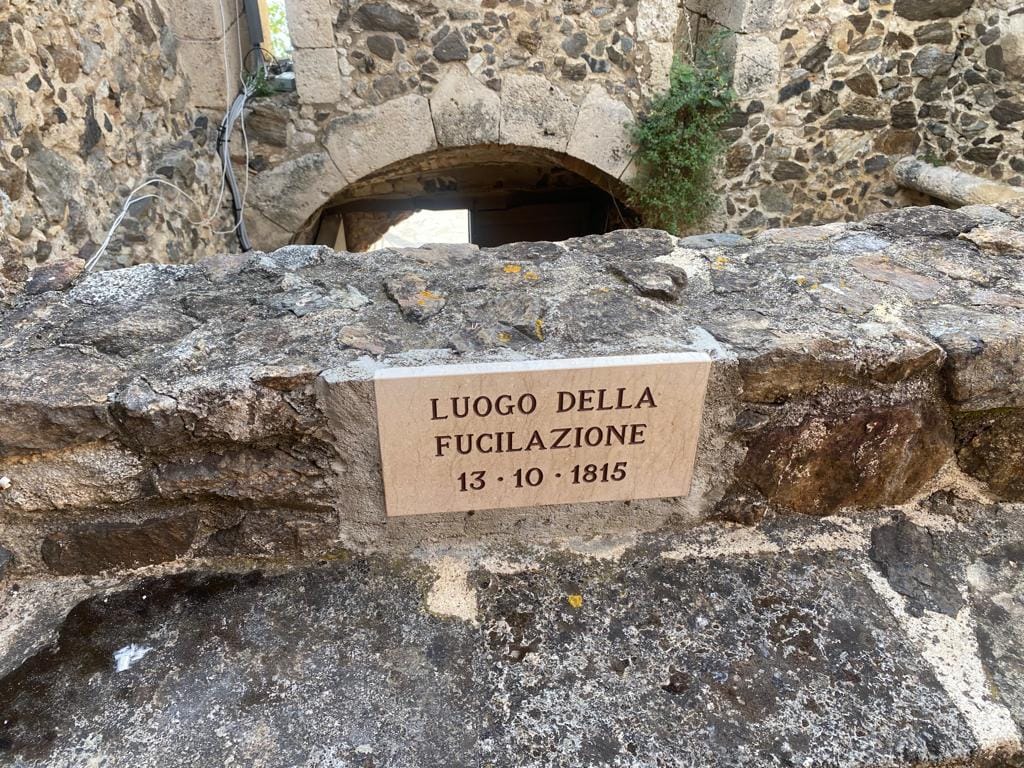 LUOGO DELLA
FUCILAZIONE
13 · 10 · 1815